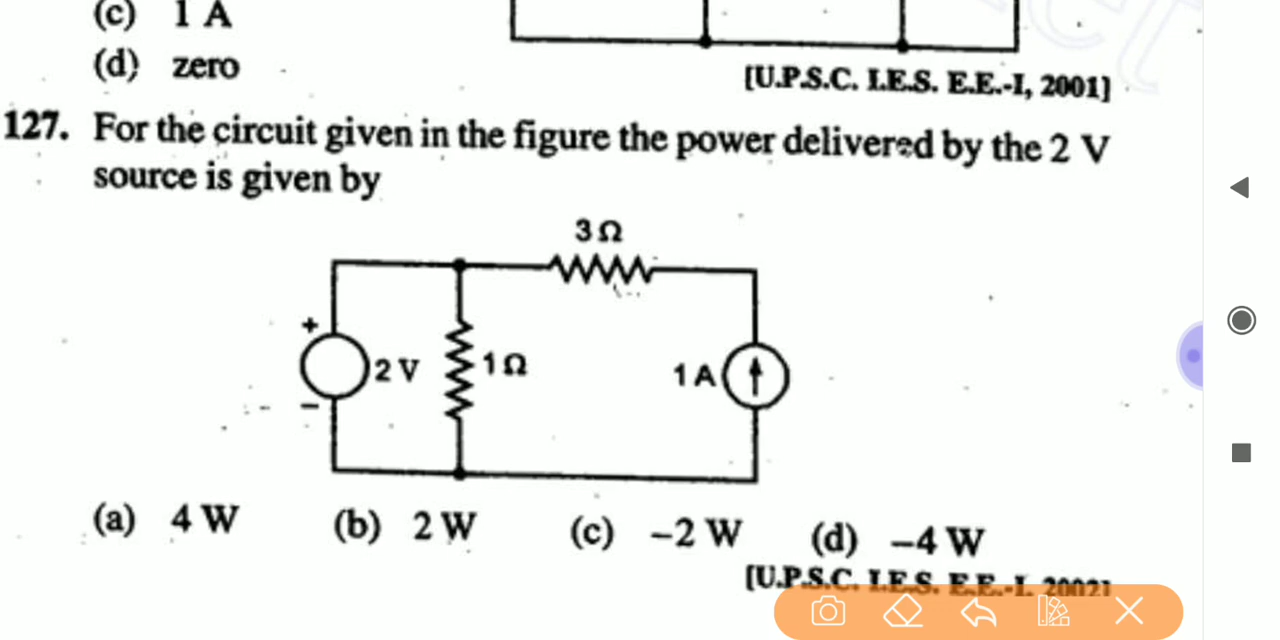 (c) 1 A
(d) zero
[U.P.S.C. I.E.S. E.E.-I, 2001]
127. For the circuit given in the figure the power delivered by the 2 V
source is given by
3 Ω
+
2 V
1 Ω
1 A
−
(a) 4 W (b) 2 W (c) −2 W (d) −4 W
[U.P.S.C. I.E.S. E.E.-I, 2002]